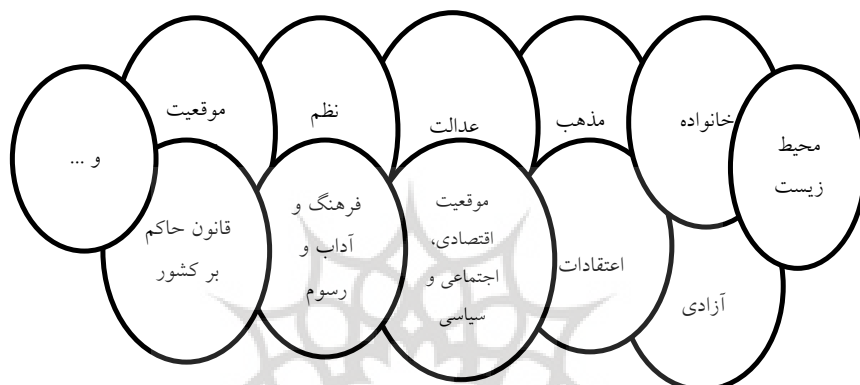 محیط
زیست
خانواده
مذهب
عدالت
نظم
موقعیت
و ...
آزادی
اعتقادات
موقعیت
اقتصادی،
اجتماعی و
سیاسی
فرهنگ و
آداب و
رسوم
قانون حاکم
بر کشور